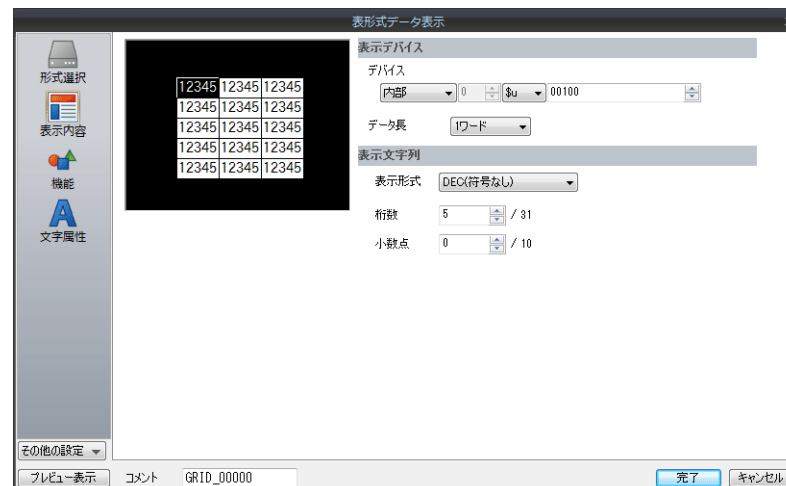 表形式データ表示
形式選択
表示内容
機能
文字属性
その他の設定
12345 12345 12345
12345 12345 12345
12345 12345 12345
12345 12345 12345
12345 12345 12345
表示デバイス
デバイス
内部 0 $u 00100
データ長 1ワード
表示文字列
表示形式 DEC(符号なし)
桁数 5 / 31
小数点 0 / 10
プレビュー表示 コメント GRID_00000 完了 キャンセル